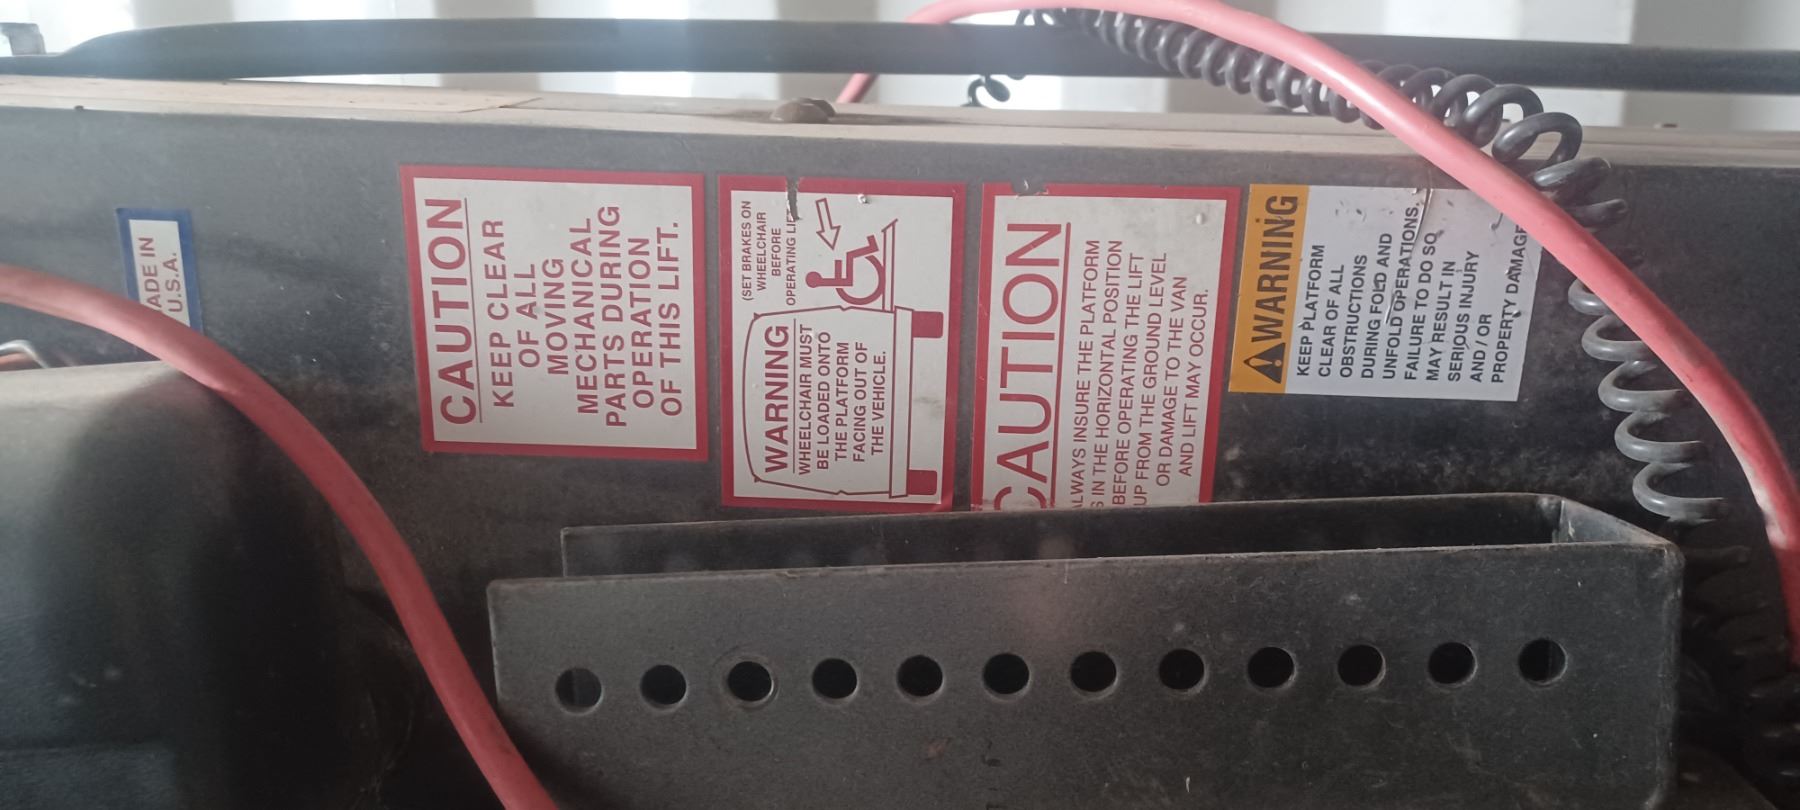 ADE IN
U.S.A.
CAUTION
KEEP CLEAR
OF ALL
MOVING
MECHANICAL
PARTS DURING
OPERATION
OF THIS LIFT.
(SET BRAKES ON
WHEELCHAIR
BEFORE
OPERATING LIF
WARNING
WHEELCHAIR MUST
BE LOADED ONTO
THE PLATFORM
FACING OUT OF
THE VEHICLE.
CAUTION
ALWAYS INSURE THE PLATFORM
S IN THE HORIZONTAL POSITION
BEFORE OPERATING THE LIFT
UP FROM THE GROUND LEVEL
OR DAMAGE TO THE VAN
AND LIFT MAY OCCUR.
WARNING
KEEP PLATFORM
CLEAR OF ALL
OBSTRUCTIONS
DURING FOLD AND
UNFOLD OPERATIONS.
FAILURE TO DO SO
MAY RESULT IN
SERIOUS INJURY
AND / OR
PROPERTY DAMAGE